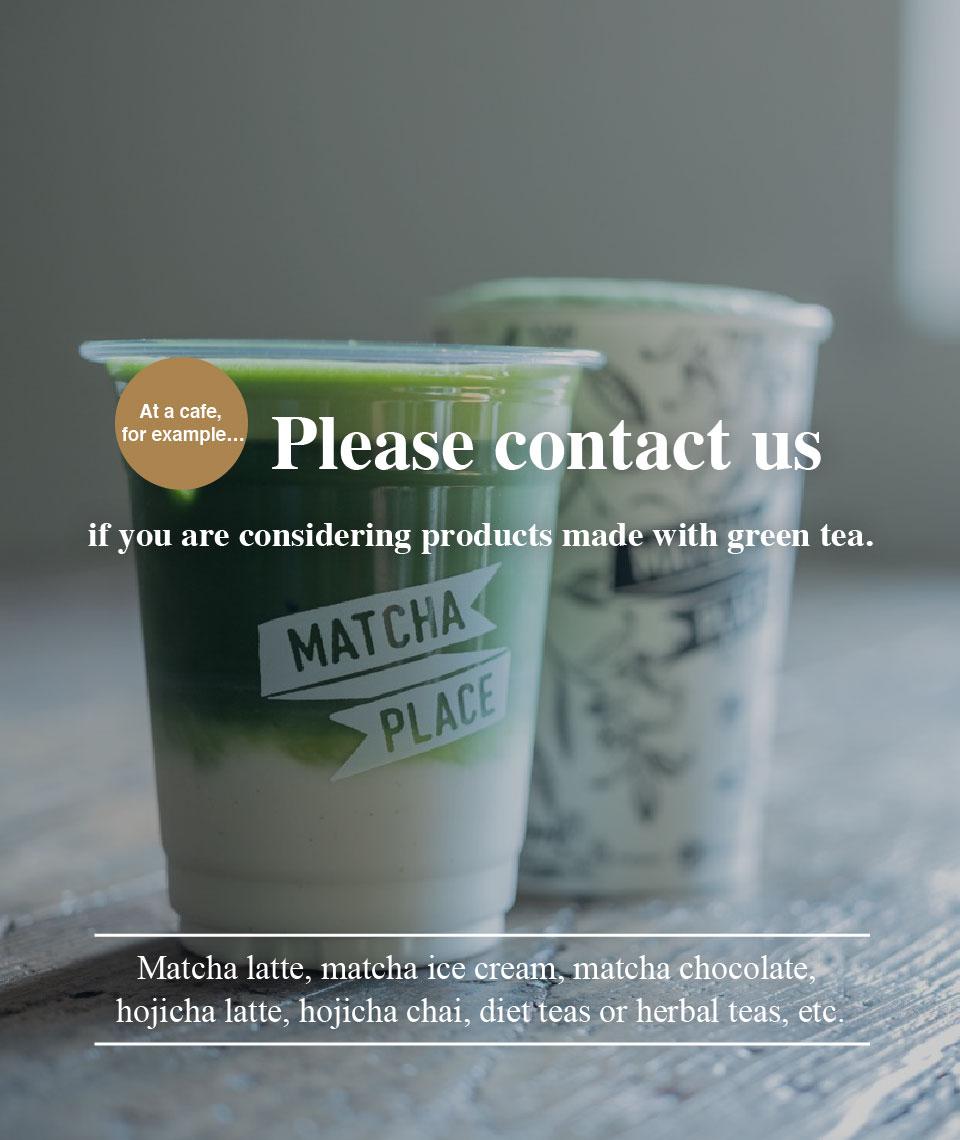 At a cafe,
for example...
Please contact us
if you are considering products made with green tea.
MATCHA
PLACE
Matcha latte, matcha ice cream, matcha chocolate,
hojicha latte, hojicha chai, diet teas or herbal teas, etc.